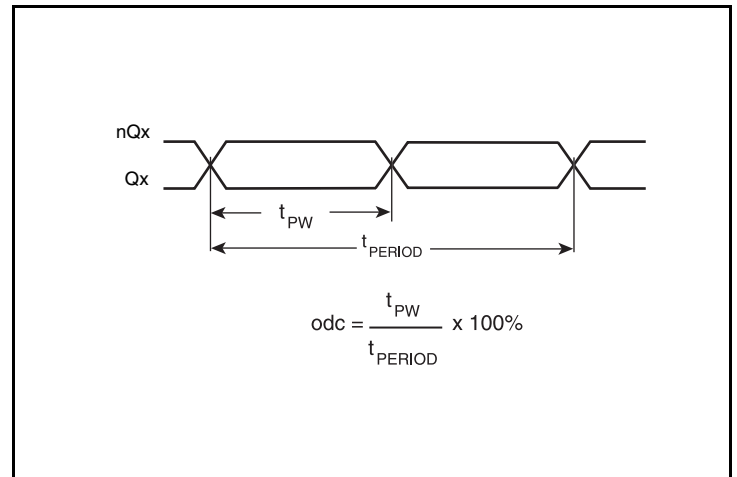 nQx
Qx
tPW
tPERIOD
odc = tPW / tPERIOD x 100%